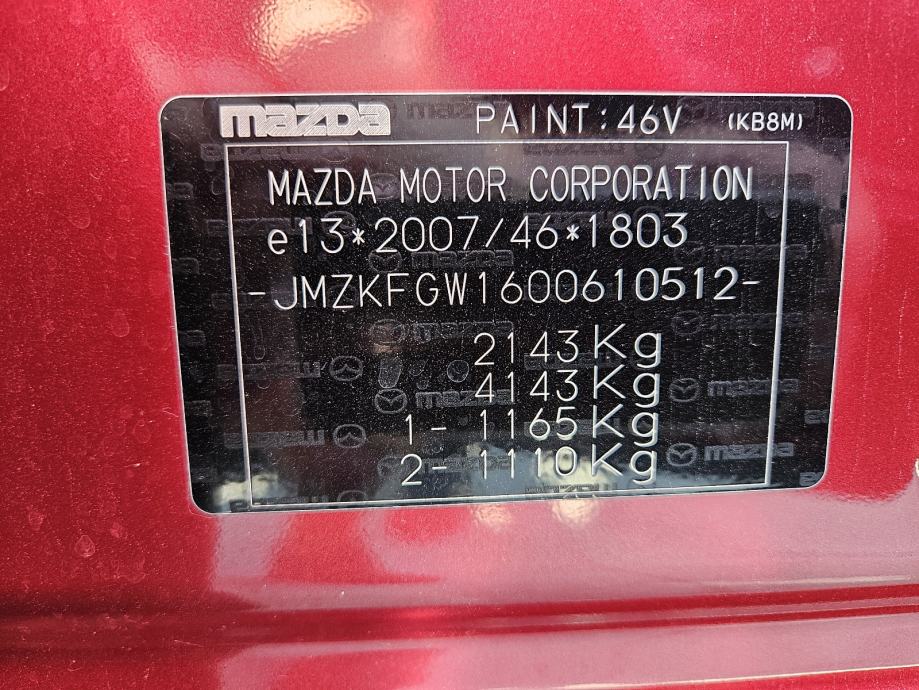 mazda PAINT: 46V (KB8M)
MAZDA MOTOR CORPORATION
e13*2007/46*1803
-JMZKFGW1600610512-
2143Kg
4143Kg
1- 1165Kg
2- 1110Kg